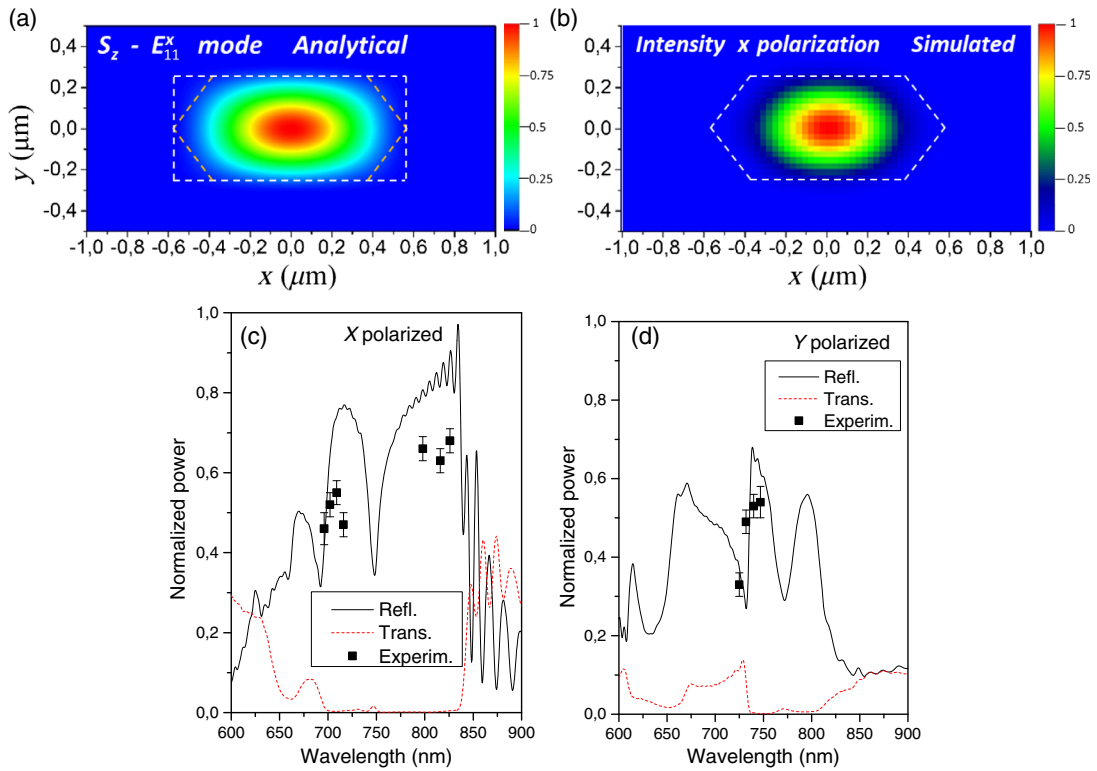 (a)
S_z - E^x_11 mode Analytical
0,4
0,2
0,0
-0,2
-0,4
y (μm)
-1,0 -0,8 -0,6 -0,4 -0,2 0,0 0,2 0,4 0,6 0,8 1,0
x (μm)
1
0.75
0.5
0.25
0
(b)
Intensity x polarization Simulated
0,4
0,2
0,0
-0,2
-0,4
-1,0 -0,8 -0,6 -0,4 -0,2 0,0 0,2 0,4 0,6 0,8 1,0
x (μm)
1
0.75
0.5
0.25
0
(c)
X polarized
1,0
0,8
0,6
0,4
0,2
0,0
Normalized power
Refl.
Trans.
Experim.
600 650 700 750 800 850 900
Wavelength (nm)
(d)
Y polarized
Refl.
Trans.
Experim.
1,0
0,8
0,6
0,4
0,2
0,0
Normalized power
600 650 700 750 800 850 900
Wavelength (nm)